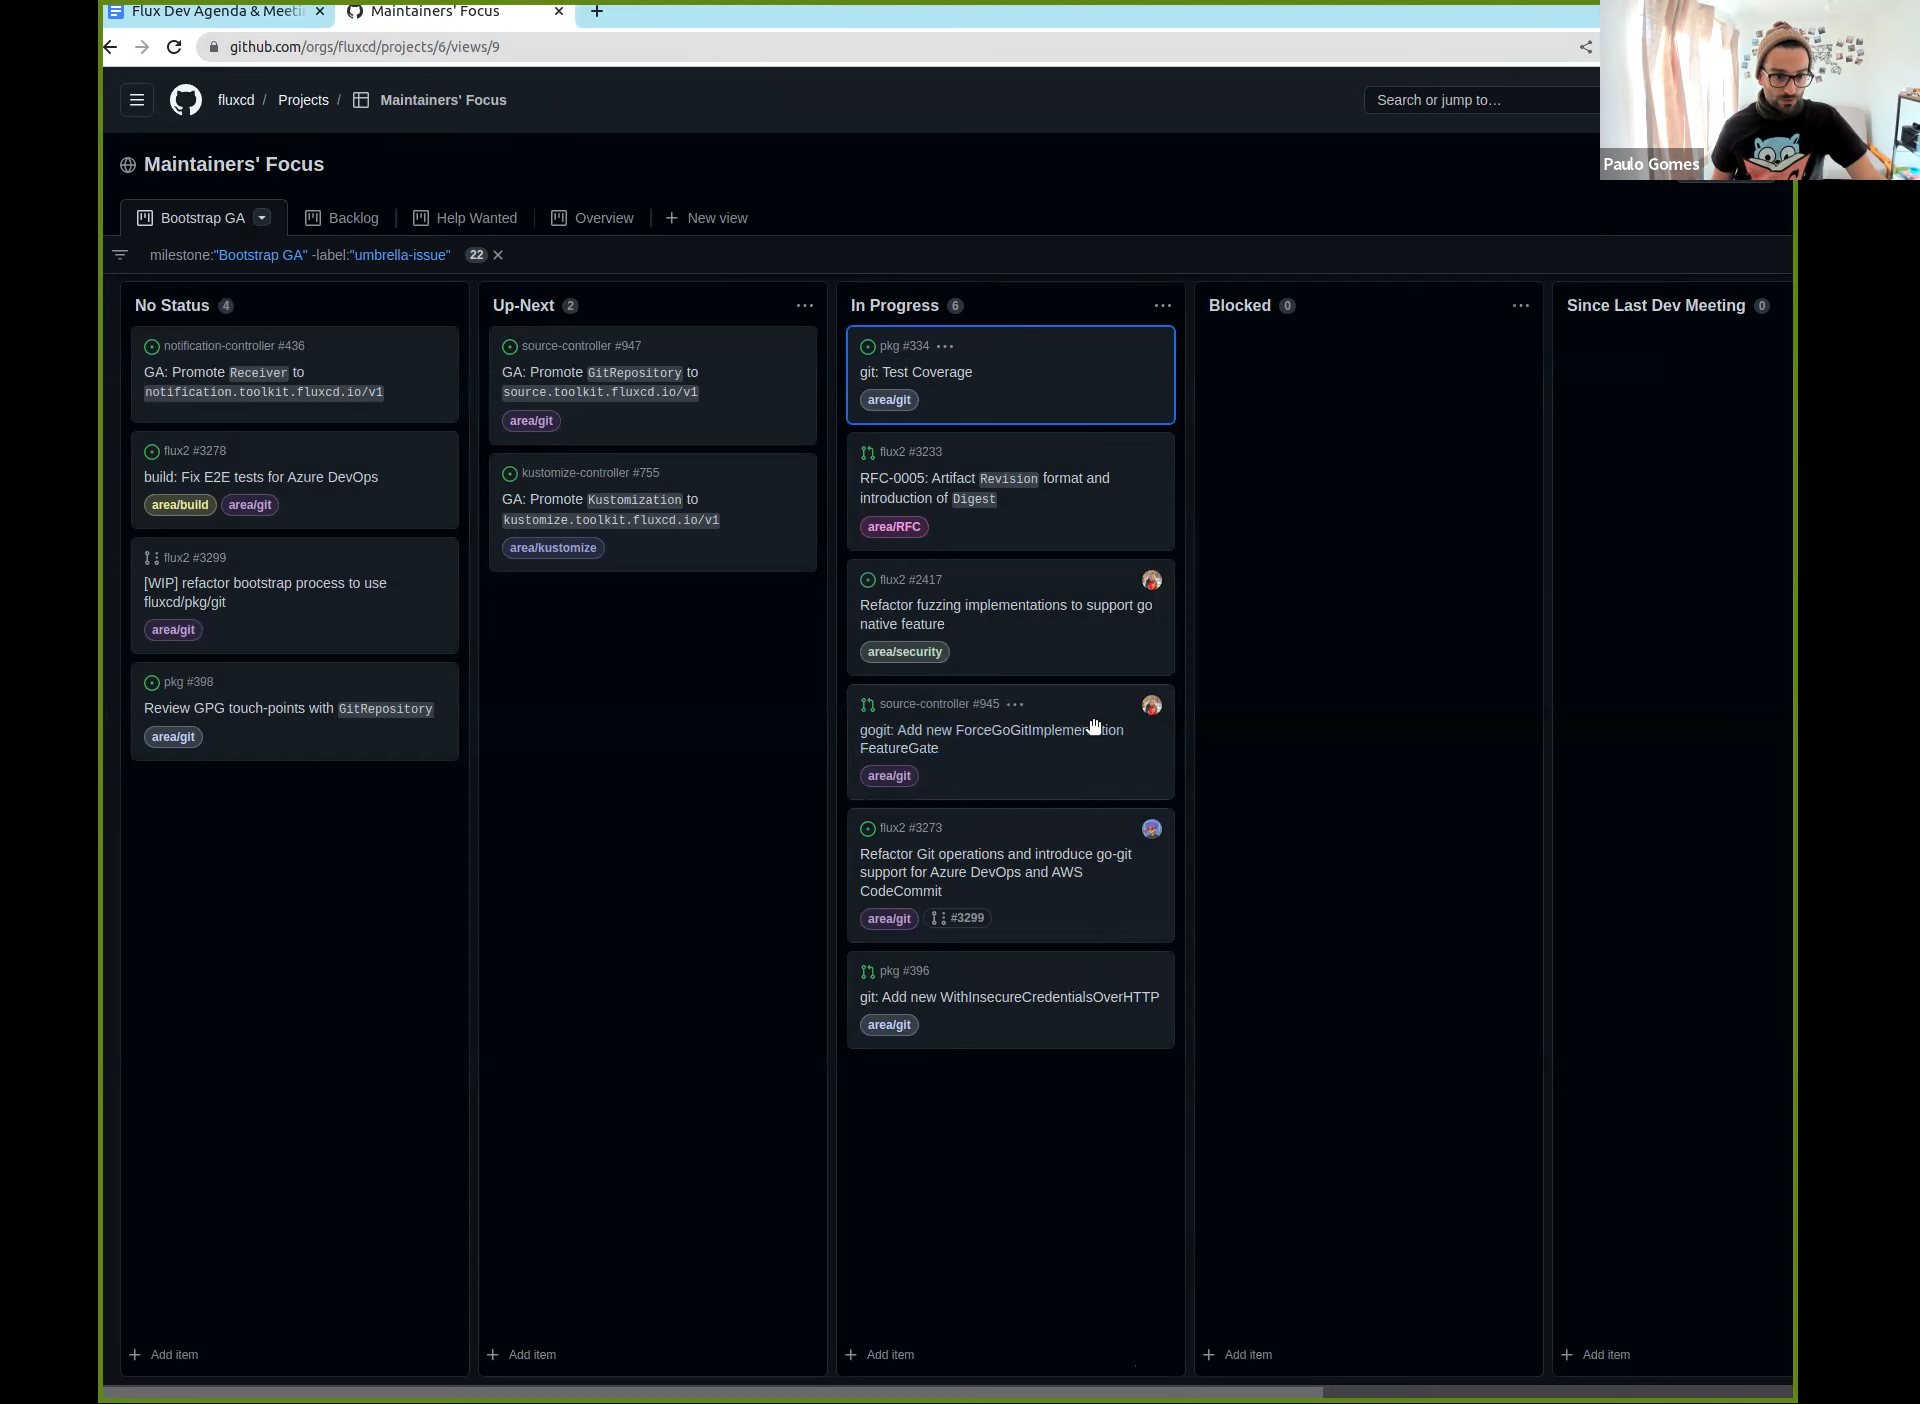 Flux Dev Agenda & Meeti
Maintainers' Focus
github.com/orgs/fluxcd/projects/6/views/9
fluxcd / Projects / Maintainers' Focus
Search or jump to…
Paulo Gomes
Maintainers' Focus
Bootstrap GA
Backlog
Help Wanted
Overview
New view
milestone:"Bootstrap GA" -label:"umbrella-issue" 22
No Status 4
notification-controller #436
GA: Promote Receiver to
notification.toolkit.fluxcd.io/v1
flux2 #3278
build: Fix E2E tests for Azure DevOps
area/build area/git
flux2 #3299
[WIP] refactor bootstrap process to use
fluxcd/pkg/git
area/git
pkg #398
Review GPG touch-points with GitRepository
area/git
Add item
Up-Next 2
source-controller #947
GA: Promote GitRepository to
source.toolkit.fluxcd.io/v1
area/git
kustomize-controller #755
GA: Promote Kustomization to
kustomize.toolkit.fluxcd.io/v1
area/kustomize
Add item
In Progress 6
pkg #334
git: Test Coverage
area/git
flux2 #3233
RFC-0005: Artifact Revision format and
introduction of Digest
area/RFC
flux2 #2417
Refactor fuzzing implementations to support go
native feature
area/security
source-controller #945
gogit: Add new ForceGoGitImplementation
FeatureGate
area/git
flux2 #3273
Refactor Git operations and introduce go-git
support for Azure DevOps and AWS
CodeCommit
area/git #3299
pkg #396
git: Add new WithInsecureCredentialsOverHTTP
area/git
Add item
Blocked 0
Add item
Since Last Dev Meeting 0
Add item